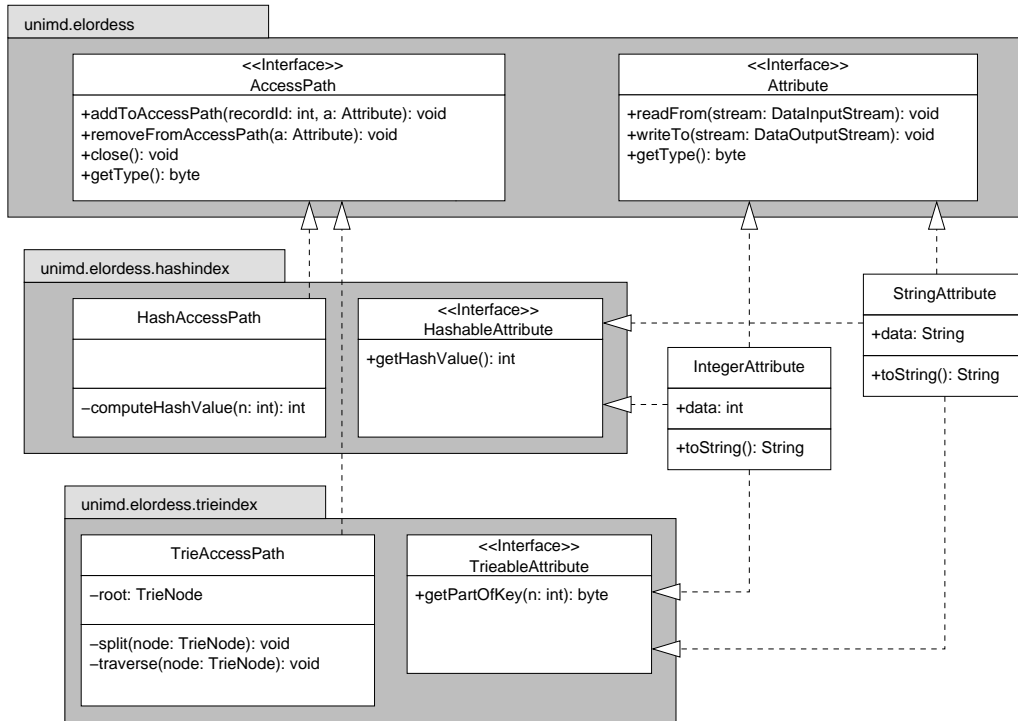 unimd.elordess
<<Interface>>
AccessPath
+addToAccessPath(recordId: int, a: Attribute): void
+removeFromAccessPath(a: Attribute): void
+close(): void
+getType(): byte
<<Interface>>
Attribute
+readFrom(stream: DataInputStream): void
+writeTo(stream: DataOutputStream): void
+getType(): byte
unimd.elordess.hashindex
HashAccessPath
−computeHashValue(n: int): int
<<Interface>>
HashableAttribute
+getHashValue(): int
IntegerAttribute
+data: int
+toString(): String
StringAttribute
+data: String
+toString(): String
unimd.elordess.trieindex
TrieAccessPath
−root: TrieNode
−split(node: TrieNode): void
−traverse(node: TrieNode): void
<<Interface>>
TrieableAttribute
+getPartOfKey(n: int): byte